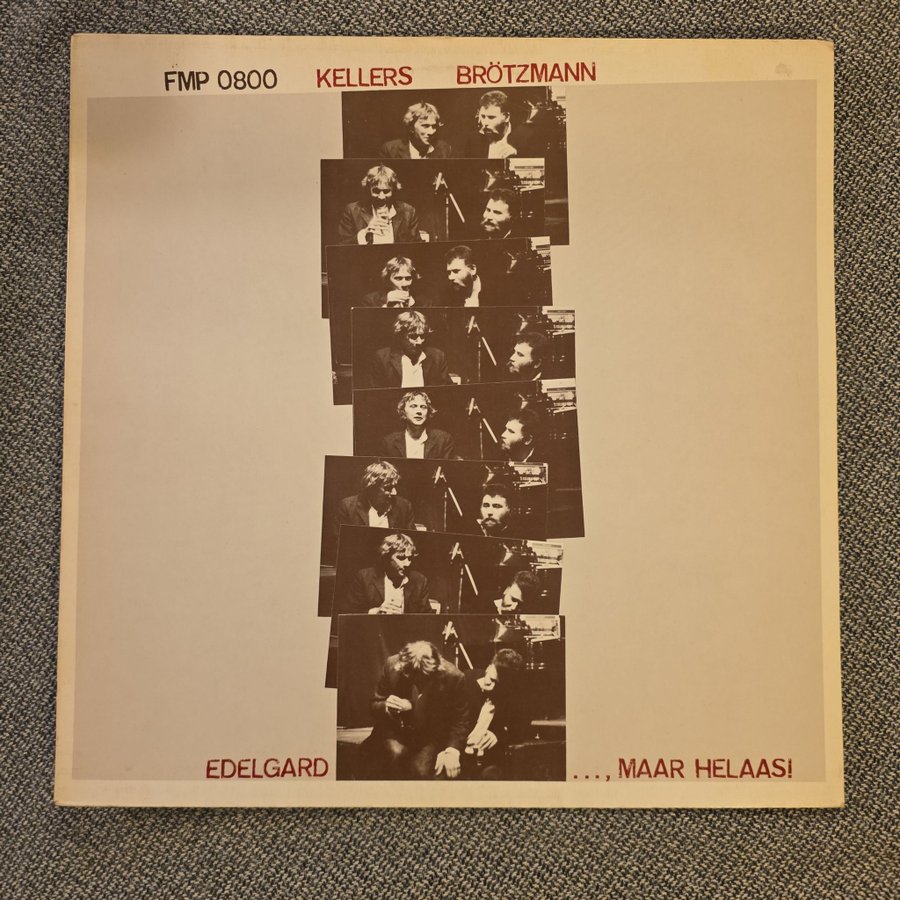 FMP 0800 KELLERS BRÖTZMANN
EDELGARD ..., MAAR HELAAS!